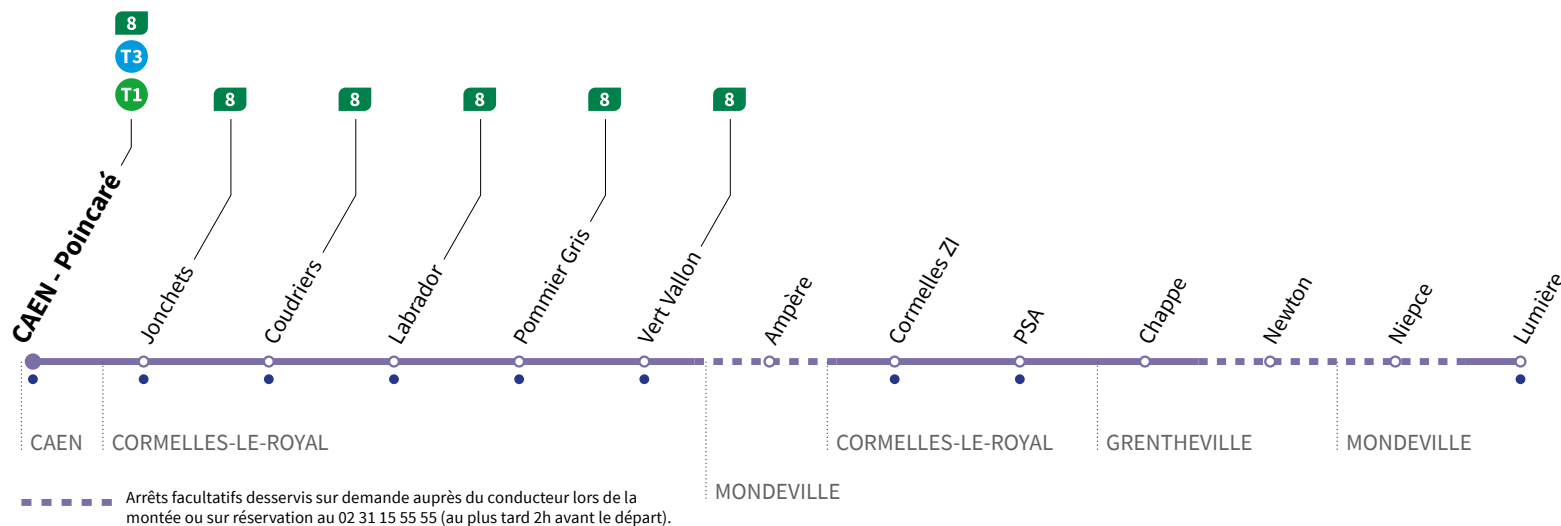 8
T3
T1
8
8
8
8
8
CAEN - Poincaré
Jonchets
Coudriers
Labrador
Pommier Gris
Vert Vallon
Ampère
Cormelles ZI
PSA
Chappe
Newton
Niepce
Lumière
CAEN
CORMELLES-LE-ROYAL
MONDEVILLE
CORMELLES-LE-ROYAL
GRENTHEVILLE
MONDEVILLE
Arrêts facultatifs desservis sur demande auprès du conducteur lors de la
montée ou sur réservation au 02 31 15 55 55 (au plus tard 2h avant le départ).